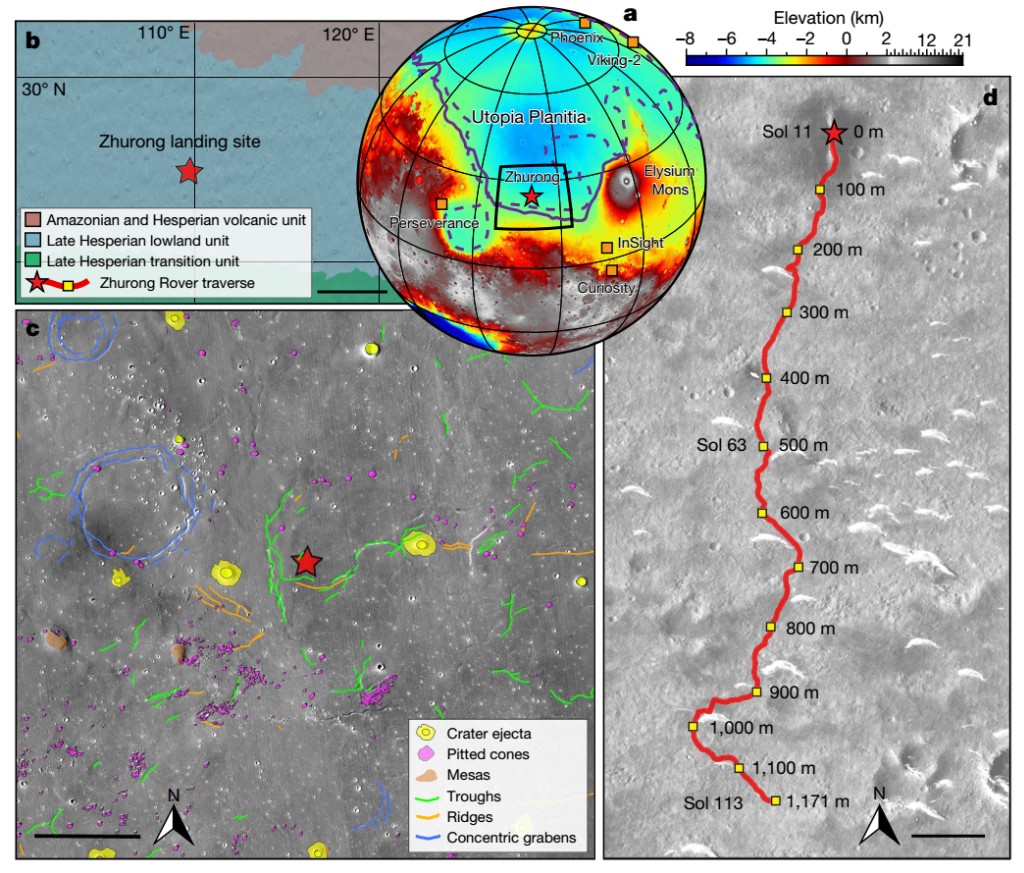 a
Elevation (km)
−8 −6 −4 −2 0 2 12 21
Phoenix
Viking-2
Utopia Planitia
Zhurong
Elysium
Mons
Perseverance
InSight
Curiosity
b
110° E
120° E
30° N
Zhurong landing site
Amazonian and Hesperian volcanic unit
Late Hesperian lowland unit
Late Hesperian transition unit
Zhurong Rover traverse
c
Crater ejecta
Pitted cones
Mesas
Troughs
Ridges
Concentric grabens
N
d
Sol 11
0 m
100 m
200 m
300 m
400 m
Sol 63
500 m
600 m
700 m
800 m
900 m
1,000 m
1,100 m
Sol 113
1,171 m
N